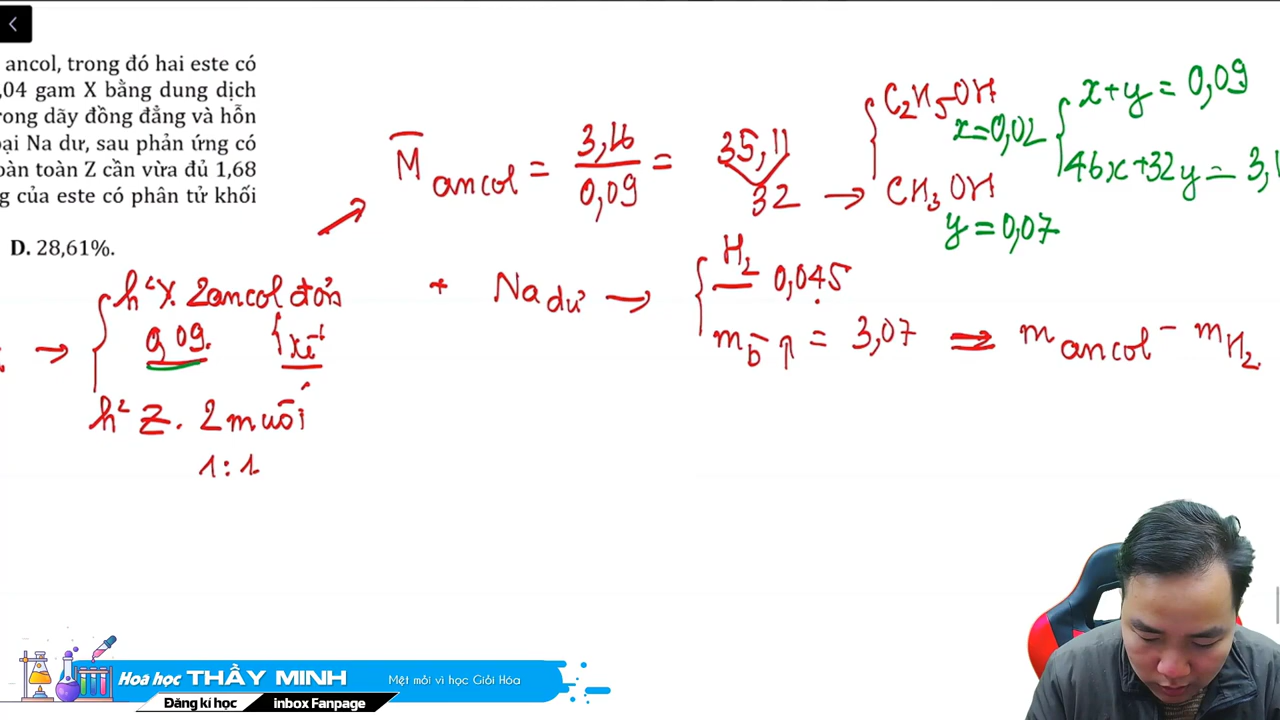 ancol, trong đó hai este có
,04 gam X bằng dung dịch
rong dãy đồng đẳng và hỗn
oại Na dư, sau phản ứng có
oàn toàn Z cần vừa đủ 1,68
g của este có phân tử khối
D. 28,61%.
M ancol = 3,16 / 0,09 = 35,11
32 →
C2H5OH
x=0,02
CH3OH
y = 0,07
x+y = 0,09
46x+32y = 3,1
h² Y. 2ancol đơn
0,09.
h² Z. 2 muối
1:1
+ Na dư →
H2 0,045
m b ↑ = 3,07 ⇒ m ancol - m H2
Hoá học THẦY MINH
Mệt mỏi vì học Giỏi Hóa
Đăng kí học
inbox Fanpage